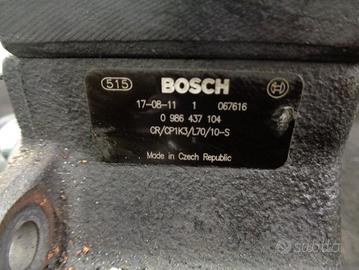 515
BOSCH
17-08-11 1 067616
0 986 437 104
CR/CP1K3/L70/10-S
Made in Czech Republic
subito